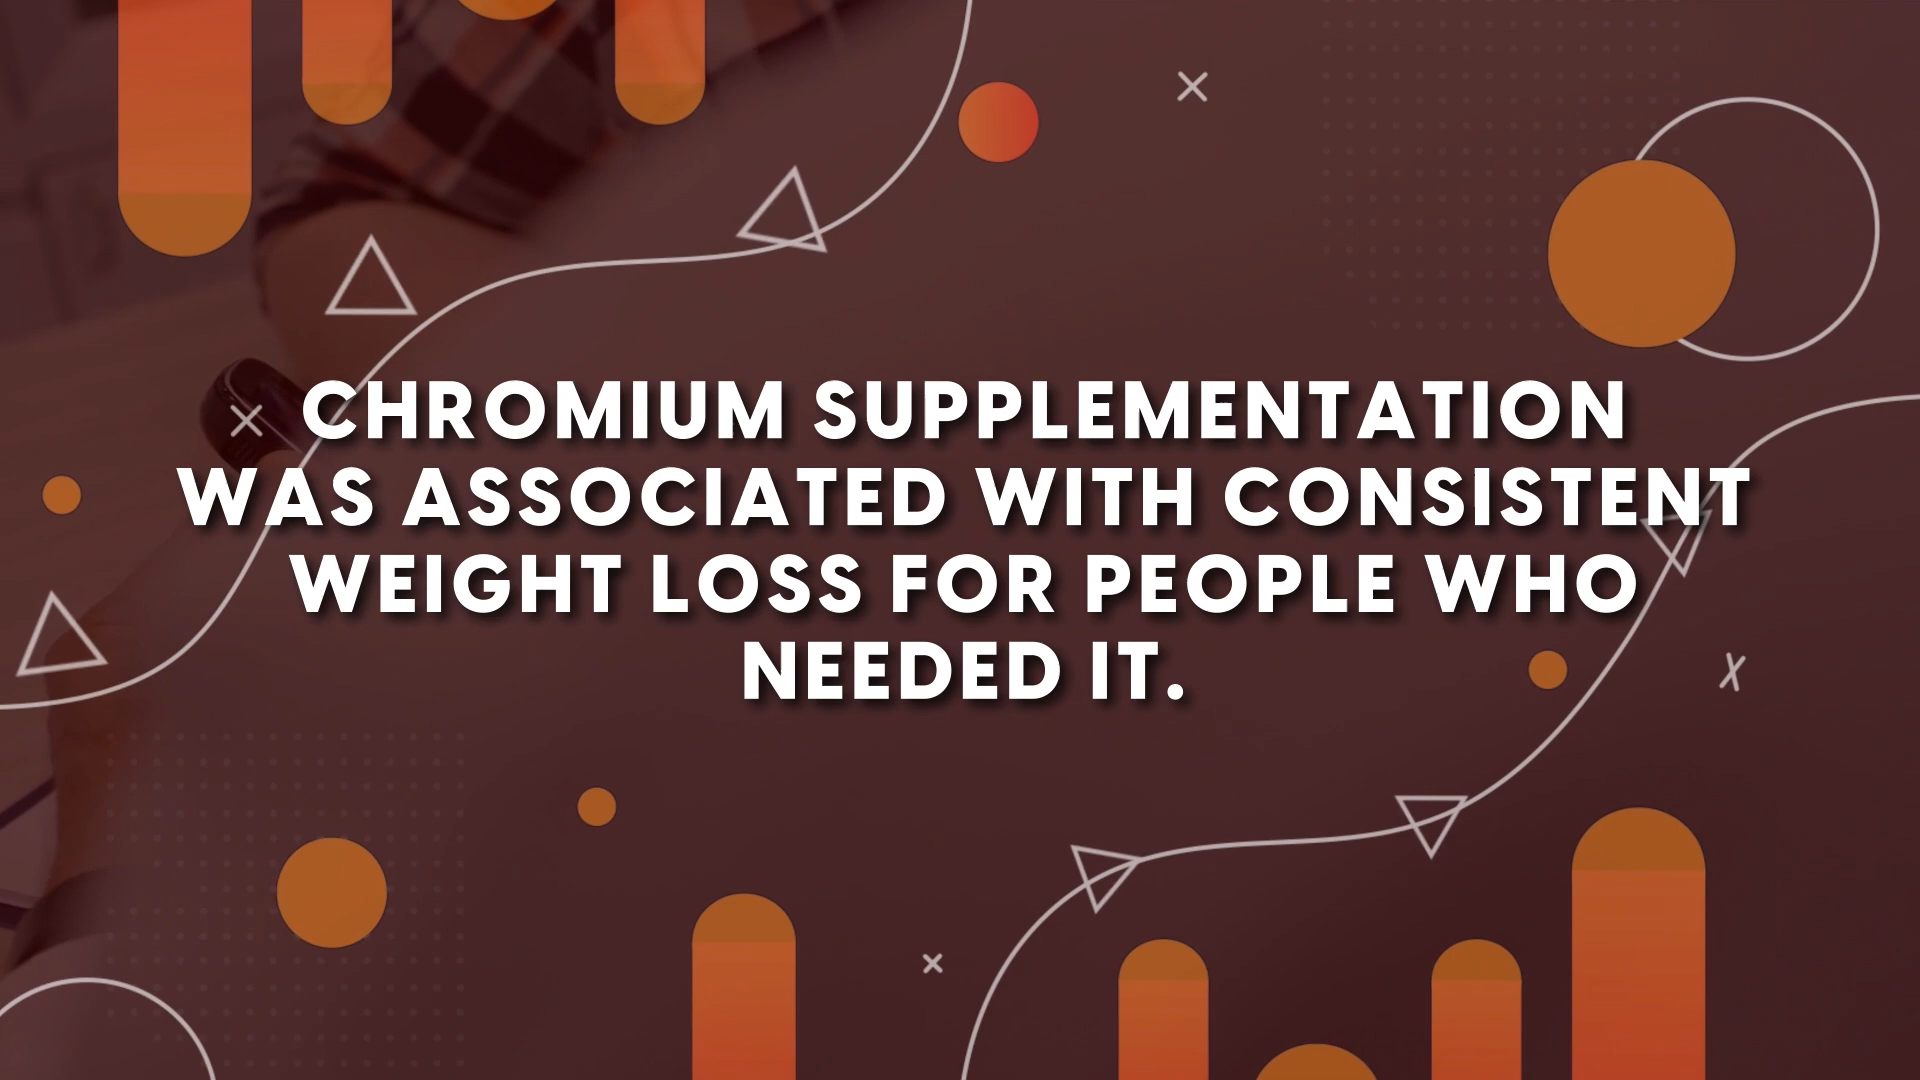 CHROMIUM SUPPLEMENTATION
WAS ASSOCIATED WITH CONSISTENT
WEIGHT LOSS FOR PEOPLE WHO
NEEDED IT.